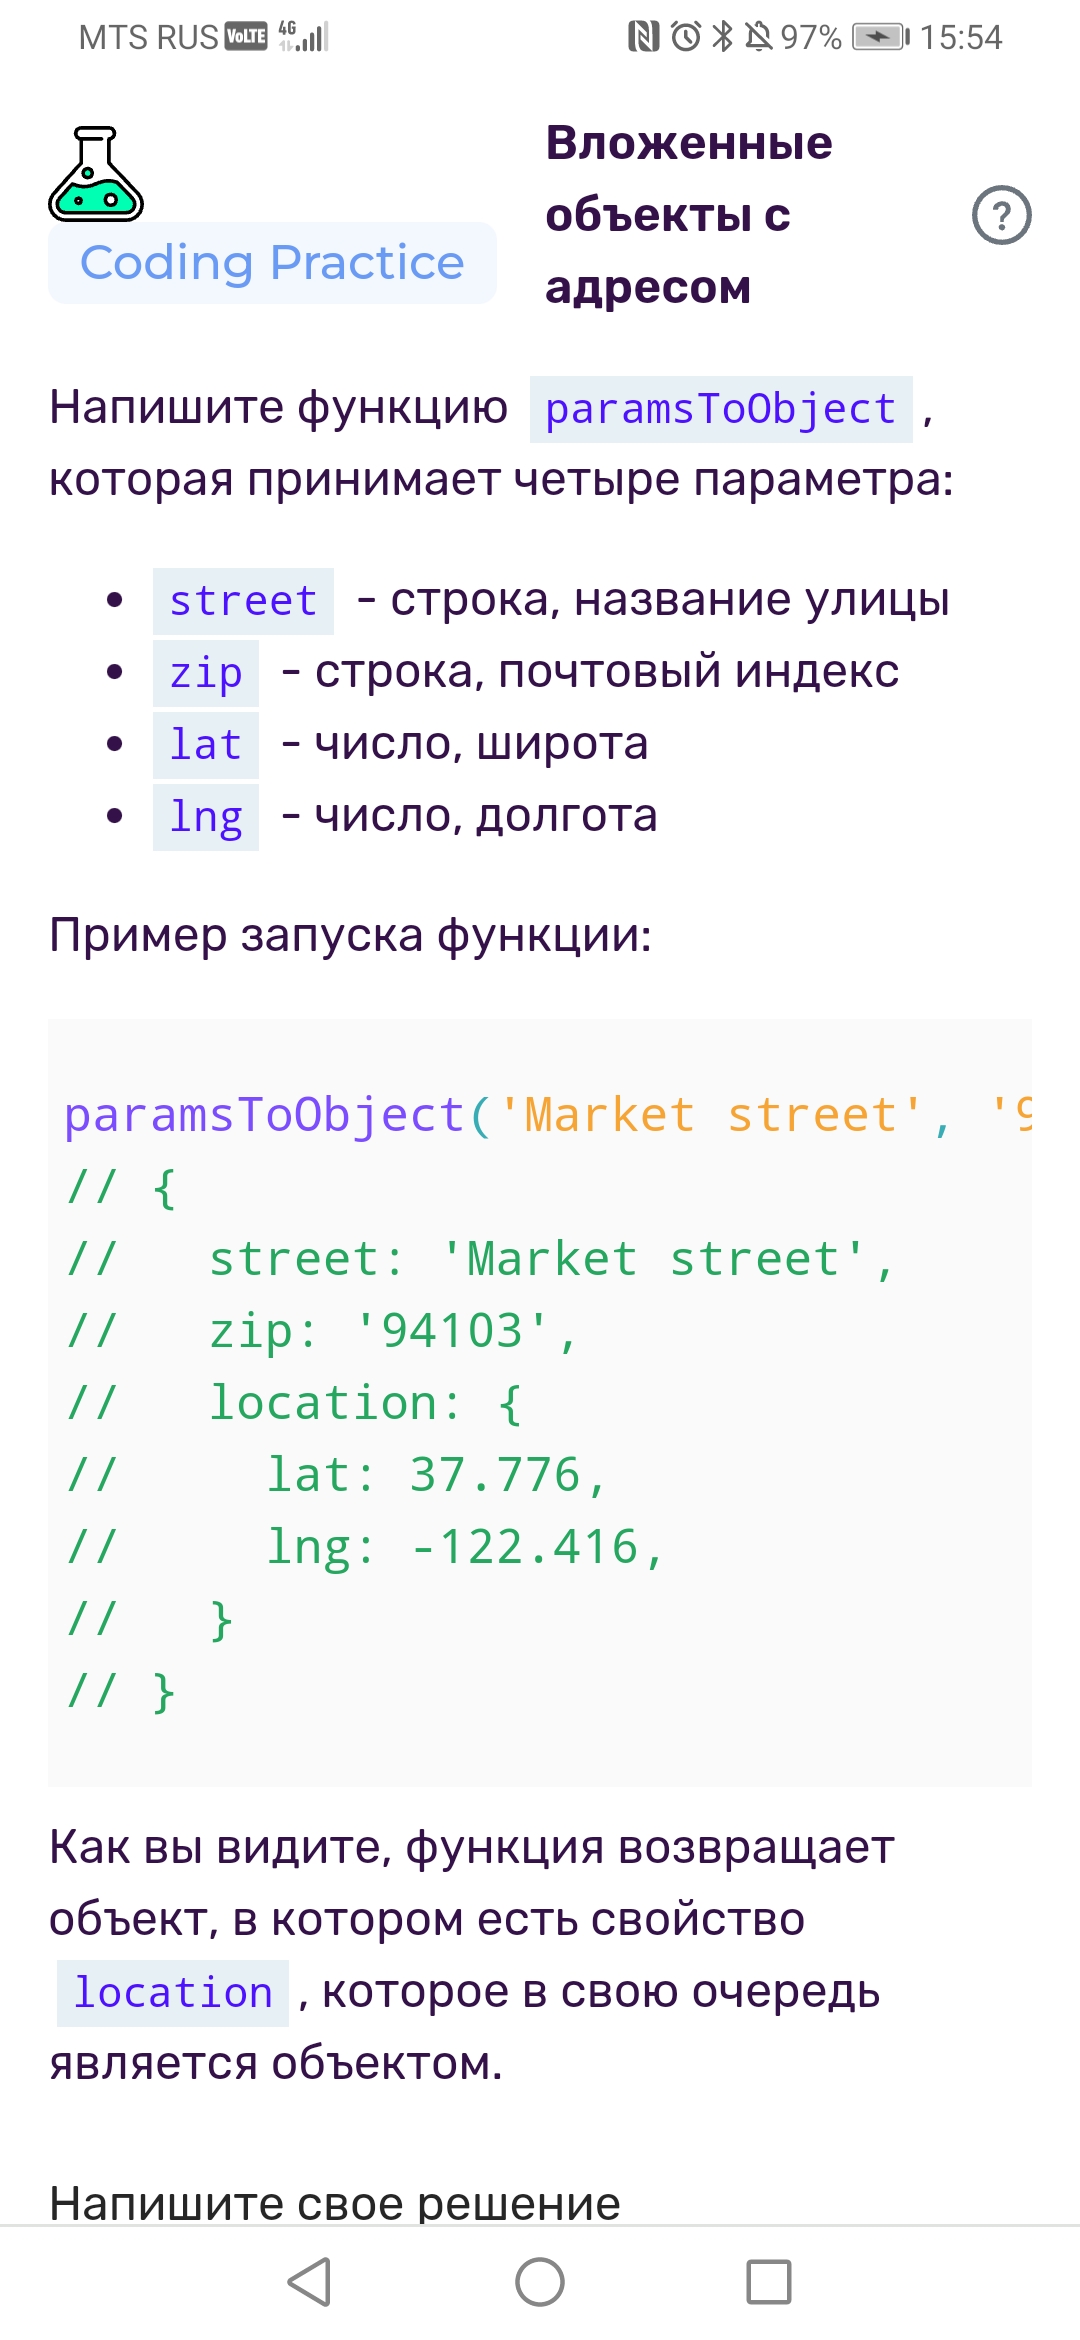 MTS RUS VoLTE 4G 97% 15:54
Вложенные
объекты с
адресом
?
Coding Practice
Напишите функцию paramsToObject,
которая принимает четыре параметра:
• street - строка, название улицы
• zip - строка, почтовый индекс
• lat - число, широта
• lng - число, долгота
Пример запуска функции:
paramsToObject('Market street', '9
// {
//   street: 'Market street',
//   zip: '94103',
//   location: {
//     lat: 37.776,
//     lng: -122.416,
//   }
// }
Как вы видите, функция возвращает
объект, в котором есть свойство
location, которое в свою очередь
является объектом.
Напишите свое решение